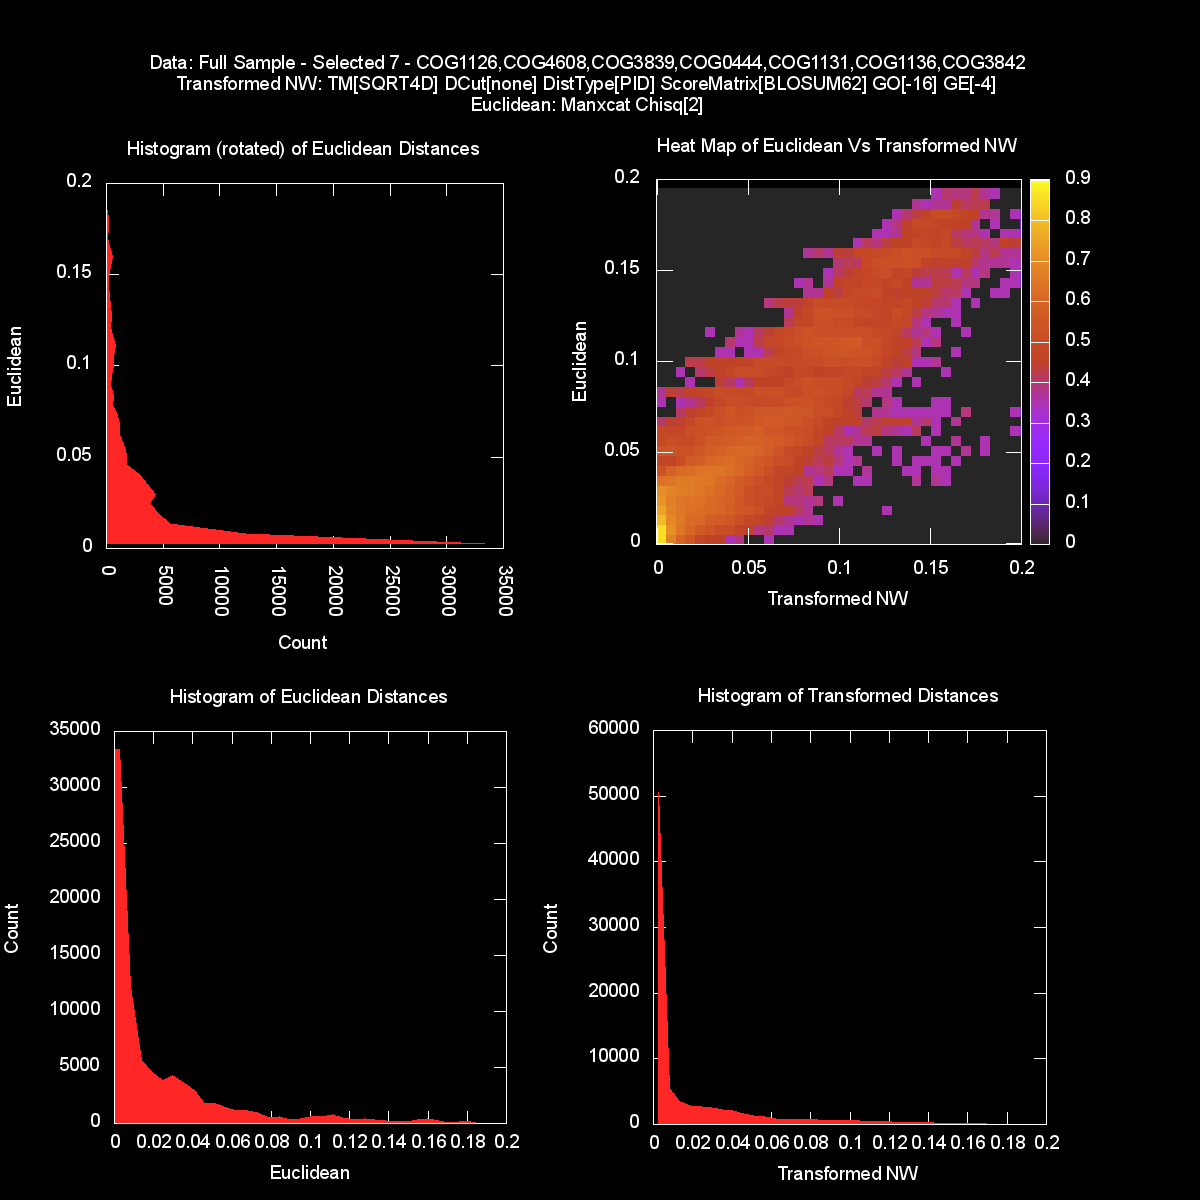 Data: Full Sample - Selected 7 - COG1126,COG4608,COG3839,COG0444,COG1131,COG1136,COG3842
Transformed NW: TM[SQRT4D] DCut[none] DistType[PID] ScoreMatrix[BLOSUM62] GO[-16] GE[-4]
Euclidean: Manxcat Chisq[2]
Histogram (rotated) of Euclidean Distances
0.2
0.15
0.1
0.05
0
Euclidean
0 5000 10000 15000 20000 25000 30000 35000
Count
Heat Map of Euclidean Vs Transformed NW
0.2
0.15
0.1
0.05
0
Euclidean
0 0.05 0.1 0.15 0.2
Transformed NW
0.9
0.8
0.7
0.6
0.5
0.4
0.3
0.2
0.1
0
Histogram of Euclidean Distances
35000
30000
25000
20000
15000
10000
5000
0
Count
0 0.02 0.04 0.06 0.08 0.1 0.12 0.14 0.16 0.18 0.2
Euclidean
Histogram of Transformed Distances
60000
50000
40000
30000
20000
10000
0
Count
0 0.02 0.04 0.06 0.08 0.1 0.12 0.14 0.16 0.18 0.2
Transformed NW